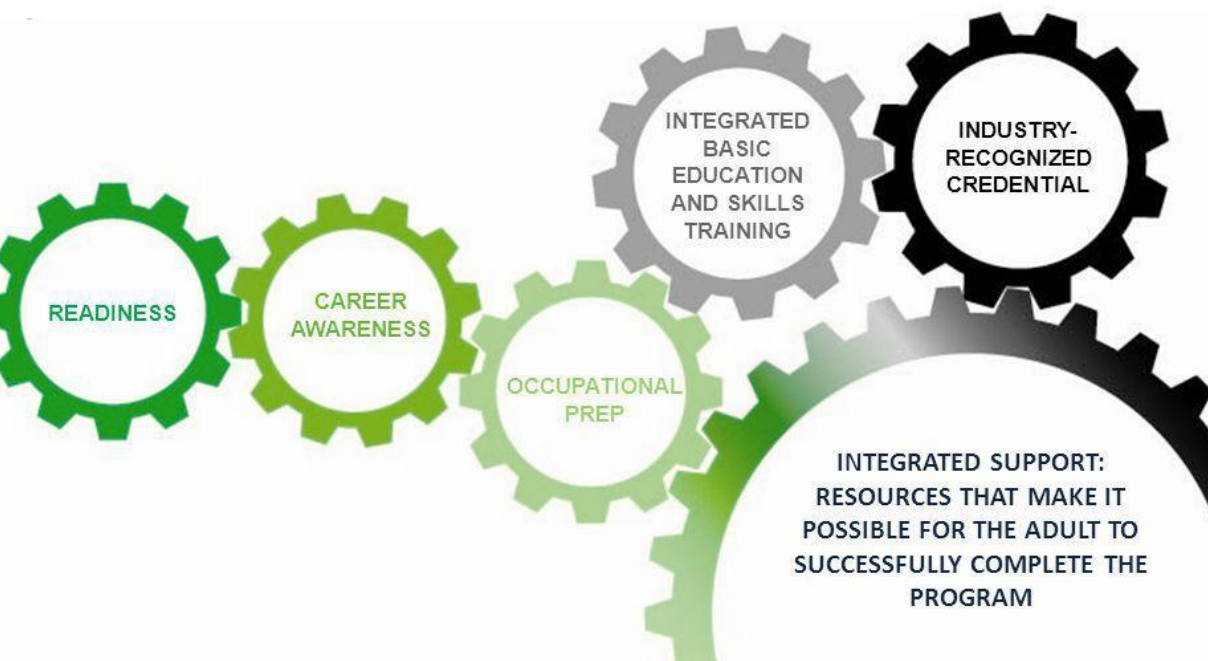 READINESS
CAREER
AWARENESS
OCCUPATIONAL
PREP
INTEGRATED
BASIC
EDUCATION
AND SKILLS
TRAINING
INDUSTRY-
RECOGNIZED
CREDENTIAL
INTEGRATED SUPPORT:
RESOURCES THAT MAKE IT
POSSIBLE FOR THE ADULT TO
SUCCESSFULLY COMPLETE THE
PROGRAM